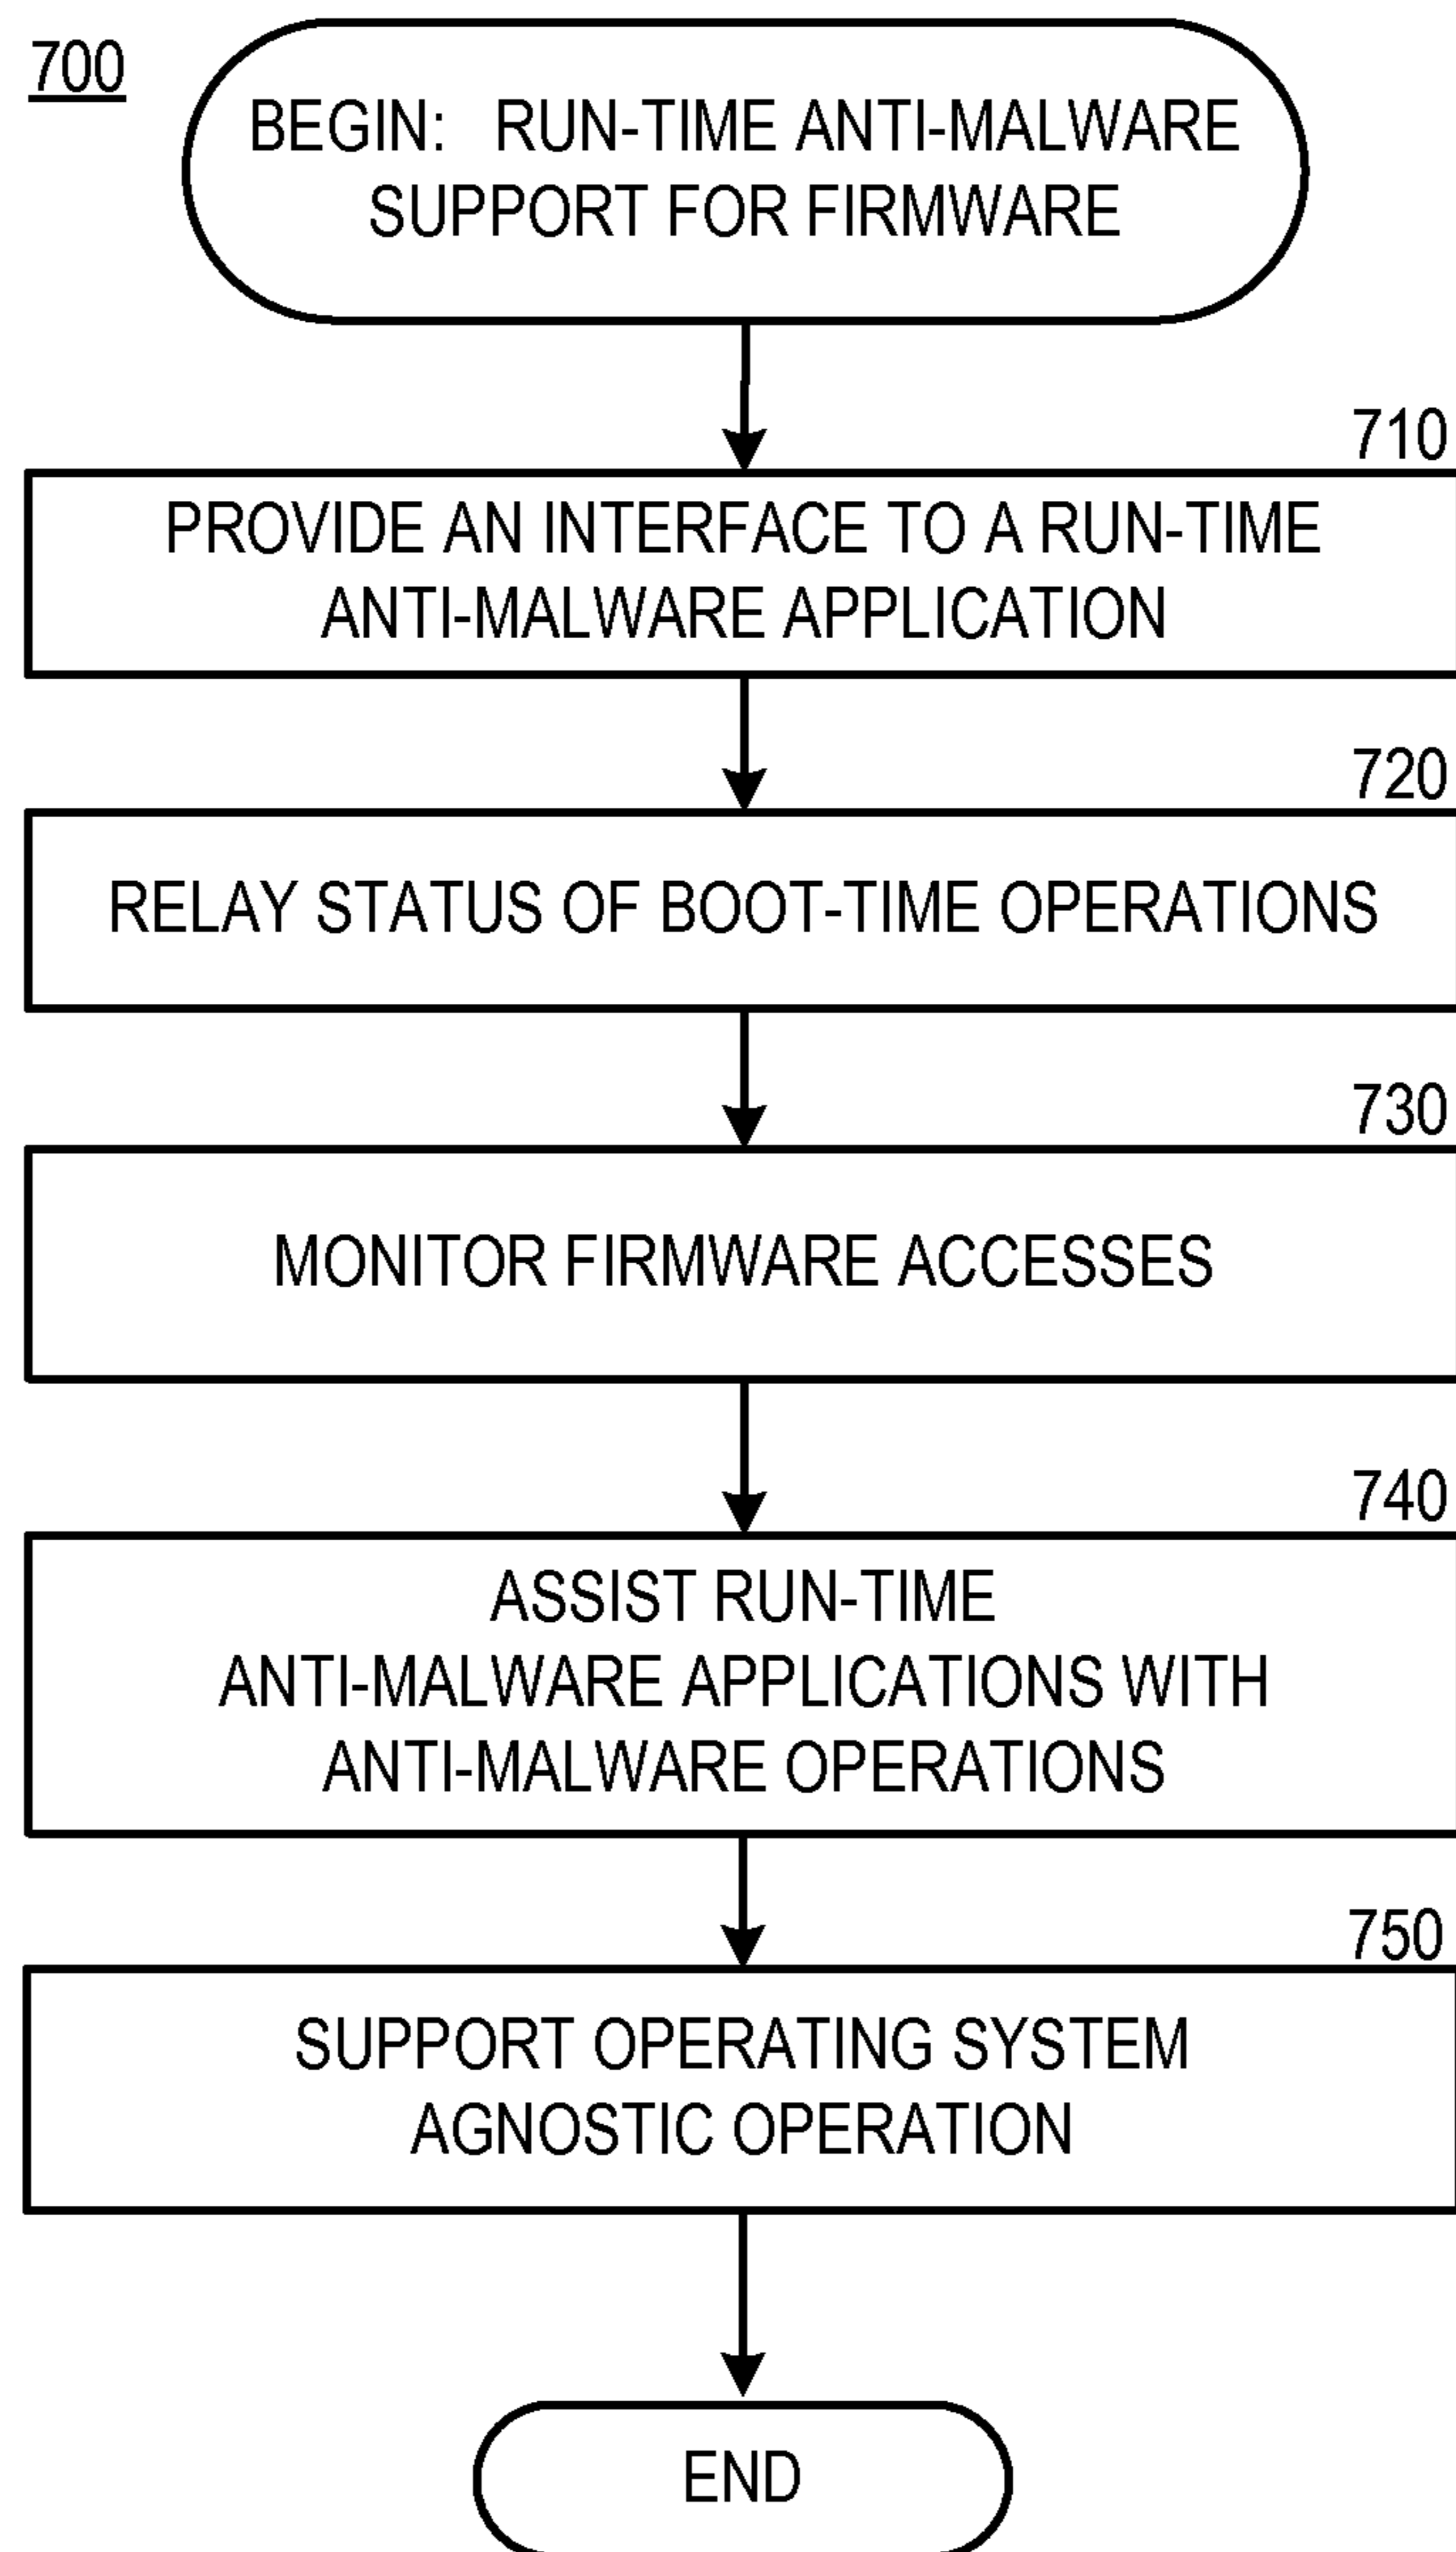 700
BEGIN: RUN-TIME ANTI-MALWARE
SUPPORT FOR FIRMWARE
710
PROVIDE AN INTERFACE TO A RUN-TIME
ANTI-MALWARE APPLICATION
720
RELAY STATUS OF BOOT-TIME OPERATIONS
730
MONITOR FIRMWARE ACCESSES
740
ASSIST RUN-TIME
ANTI-MALWARE APPLICATIONS WITH
ANTI-MALWARE OPERATIONS
750
SUPPORT OPERATING SYSTEM
AGNOSTIC OPERATION
END